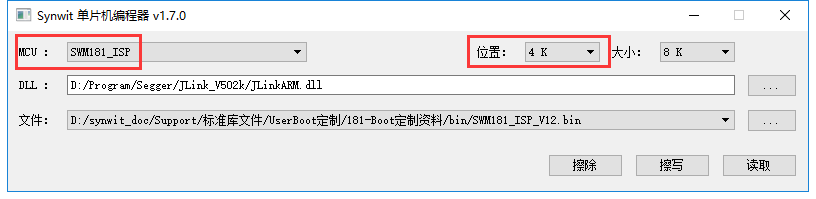 Synwit 单片机编程器 v1.7.0
MCU : SWM181_ISP 位置: 4 K 大小: 8 K
DLL : D:/Program/Segger/JLink_V502k/JLinkARM.dll ...
文件: D:/synwit_doc/Support/标准库文件/UserBoot定制/181-Boot定制资料/bin/SWM181_ISP_V12.bin ...
擦除 擦写 读取